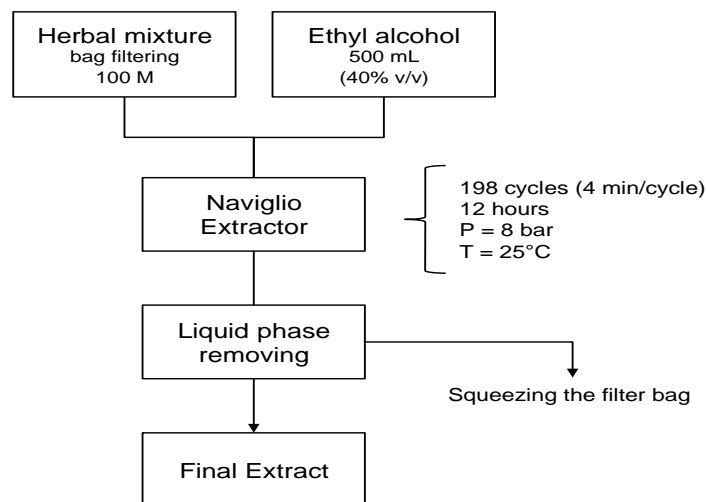 Herbal mixture
bag filtering
100 M
Ethyl alcohol
500 mL
(40% v/v)
Naviglio
Extractor
198 cycles (4 min/cycle)
12 hours
P = 8 bar
T = 25°C
Liquid phase
removing
Squeezing the filter bag
Final Extract